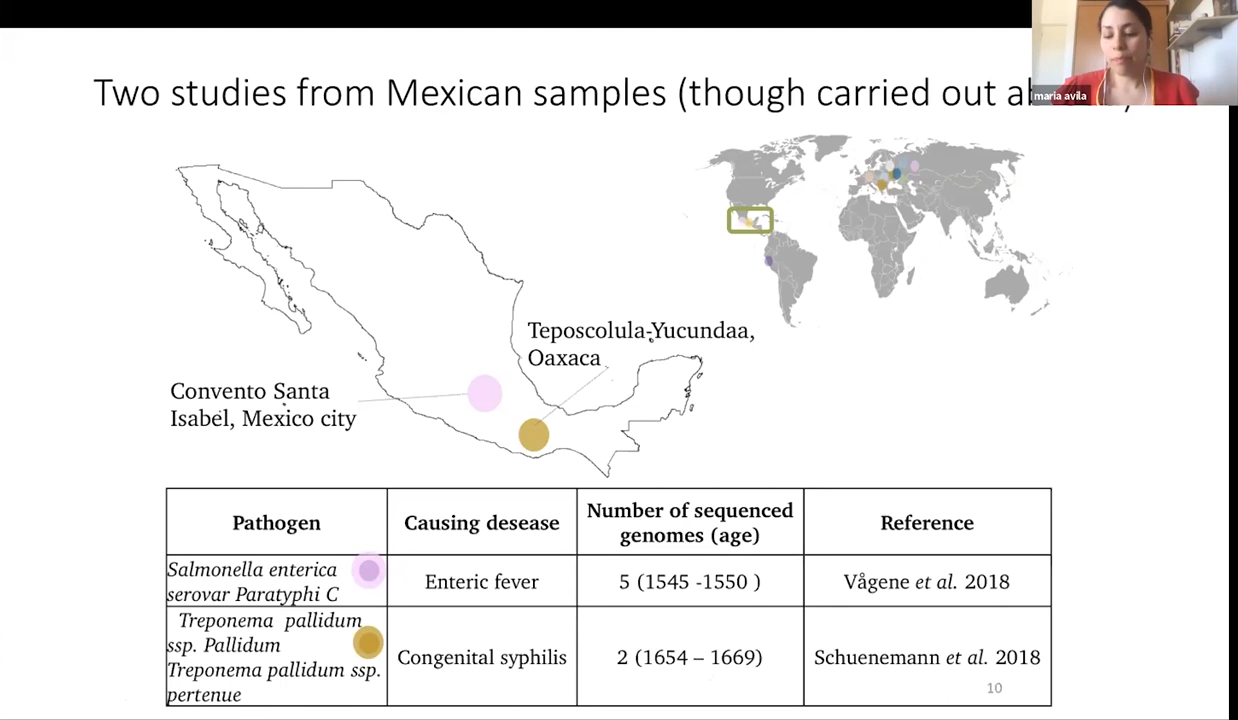 Two studies from Mexican samples (though carried out
maria avila
Teposcolula-Yucundaa,
Oaxaca
Convento Santa
Isabel, Mexico city
Pathogen
Causing desease
Number of sequenced
genomes (age)
Reference
Salmonella enterica
serovar Paratyphi C
Enteric fever
5 (1545 -1550 )
Vågene et al. 2018
Treponema pallidum
ssp. Pallidum
Treponema pallidum ssp.
pertenue
Congenital syphilis
2 (1654 – 1669)
Schuenemann et al. 2018
10